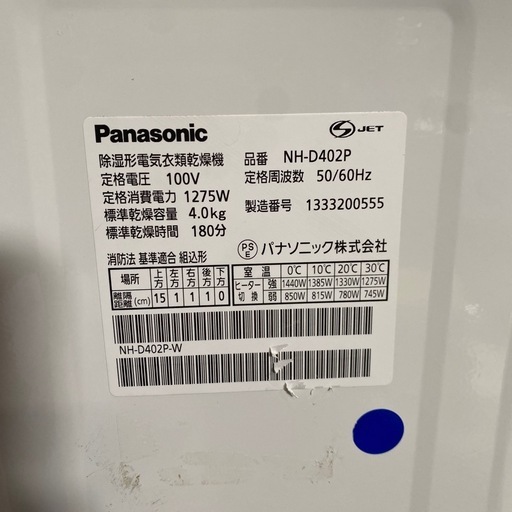 Panasonic
S JET
除湿形電気衣類乾燥機 品番 NH-D402P
定格電圧 100V 定格周波数 50/60Hz
定格消費電力 1275W
標準乾燥容量 4.0kg 製造番号 1333200555
標準乾燥時間 180分
PSE パナソニック株式会社
消防法 基準適合 組込形
場所 上方 左方 右方 後方 下方
離隔距離(cm) 15 1 1 1 0
室温 0℃ 10℃ 20℃ 30℃
ヒーター切換 強 1440W 1385W 1330W 1275W
弱 850W 815W 780W 745W
NH-D402P-W